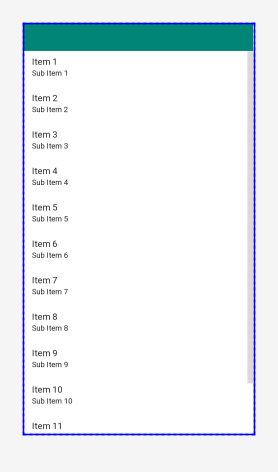 Item 1
Sub Item 1
Item 2
Sub Item 2
Item 3
Sub Item 3
Item 4
Sub Item 4
Item 5
Sub Item 5
Item 6
Sub Item 6
Item 7
Sub Item 7
Item 8
Sub Item 8
Item 9
Sub Item 9
Item 10
Sub Item 10
Item 11